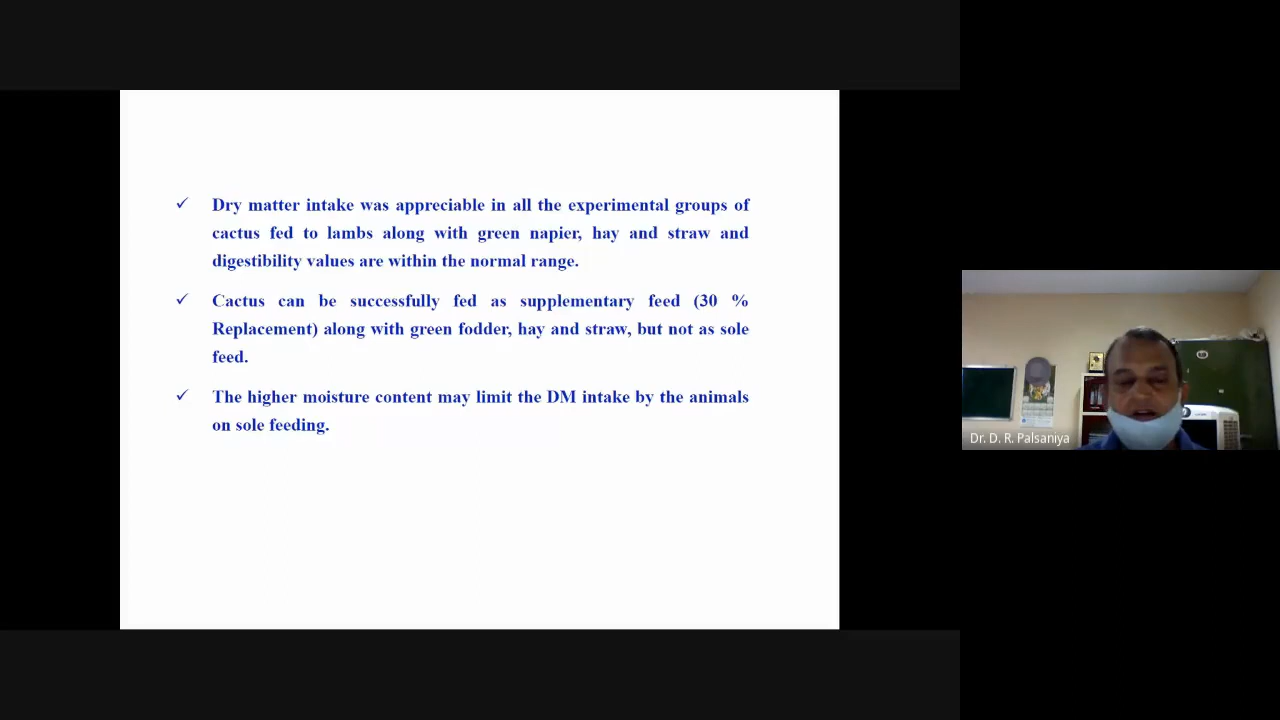 Dry matter intake was appreciable in all the experimental groups of
cactus fed to lambs along with green napier, hay and straw and
digestibility values are within the normal range.
Cactus can be successfully fed as supplementary feed (30 %
Replacement) along with green fodder, hay and straw, but not as sole
feed.
The higher moisture content may limit the DM intake by the animals
on sole feeding.
Dr. D. R. Palsaniya